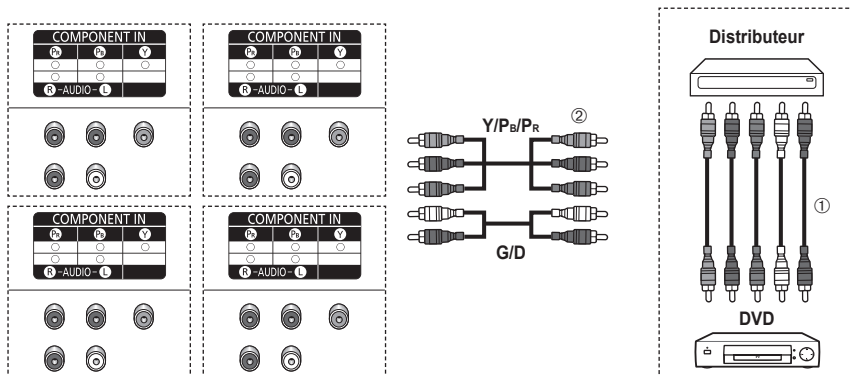 COMPONENT IN
PR PB Y
R -AUDIO- L
COMPONENT IN
PR PB Y
R -AUDIO- L
COMPONENT IN
PR PB Y
R -AUDIO- L
COMPONENT IN
PR PB Y
R -AUDIO- L
Y/PB/PR
②
G/D
Distributeur
①
DVD